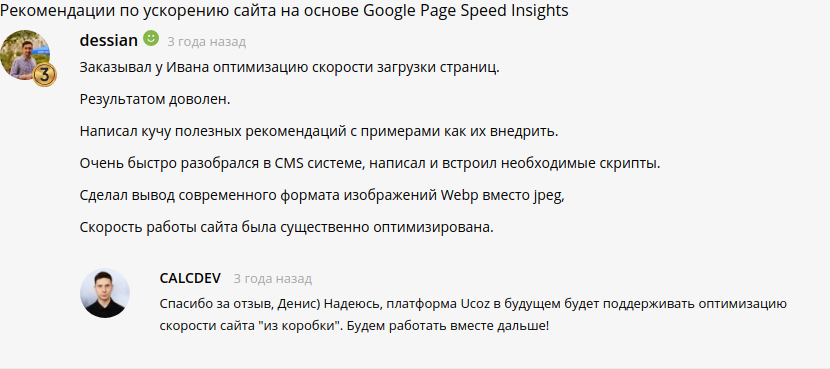 Рекомендации по ускорению сайта на основе Google Page Speed Insights
dessian 3 года назад
Заказывал у Ивана оптимизацию скорости загрузки страниц.
3
Результатом доволен.
Написал кучу полезных рекомендаций с примерами как их внедрить.
Очень быстро разобрался в CMS системе, написал и встроил необходимые скрипты.
Сделал вывод современного формата изображений Webp вместо jpeg,
Скорость работы сайта была существенно оптимизирована.
CALCDEV 3 года назад
Спасибо за отзыв, Денис) Надеюсь, платформа Ucoz в будущем будет поддерживать оптимизацию
скорости сайта "из коробки". Будем работать вместе дальше!